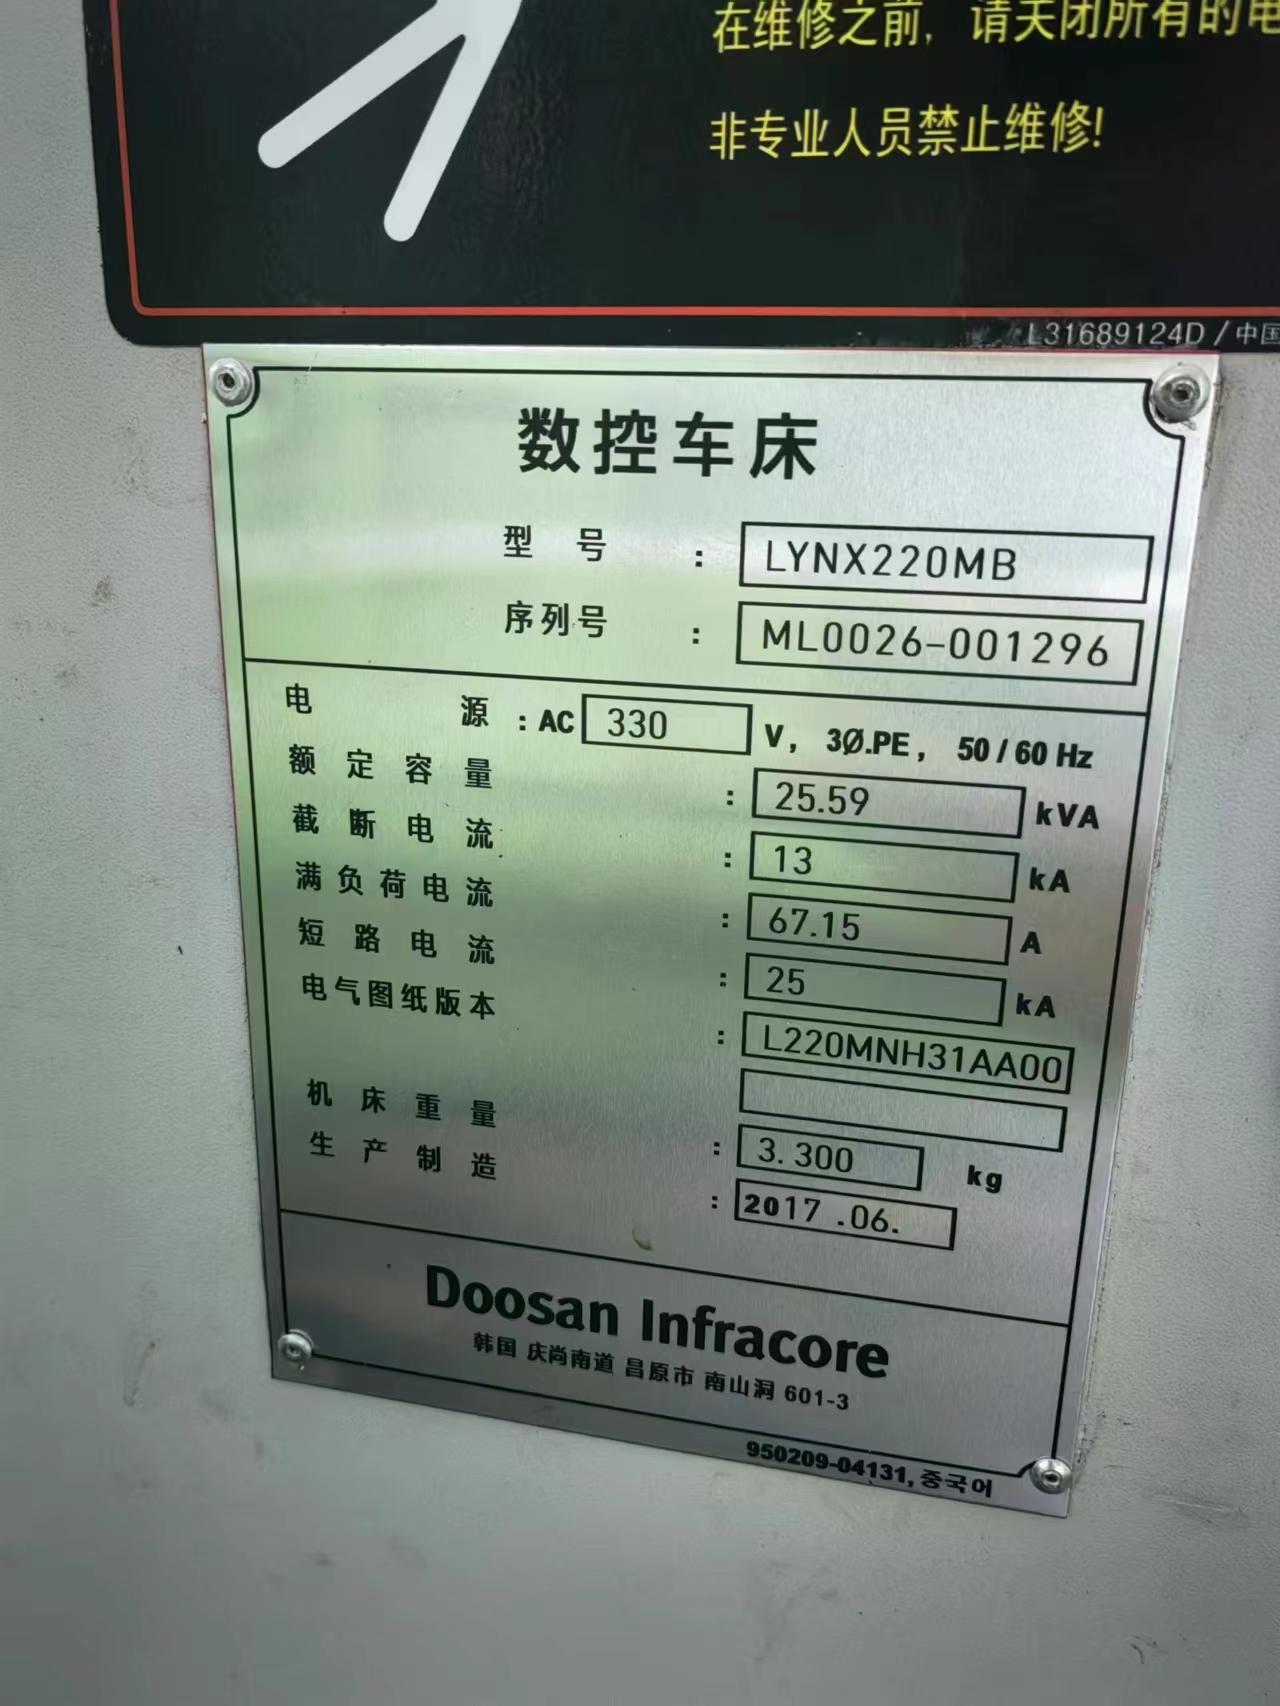 在维修之前，请关闭所有的电
非专业人员禁止维修!
L31689124D / 中国
数控车床
型号 : LYNX220MB
序列号 : ML0026-001296
电源 : AC 330 V, 3Ø.PE, 50/60 Hz
额定容量 : 25.59 kVA
截断电流 : 13 kA
满负荷电流 : 67.15 A
短路电流 : 25 kA
电气图纸版本 : L220MNH31AA00
机床重量 : 3.300 kg
生产制造 : 2017.06.
Doosan Infracore
韩国 庆尚南道 昌原市 南山洞 601-3
950209-04131, 중국어